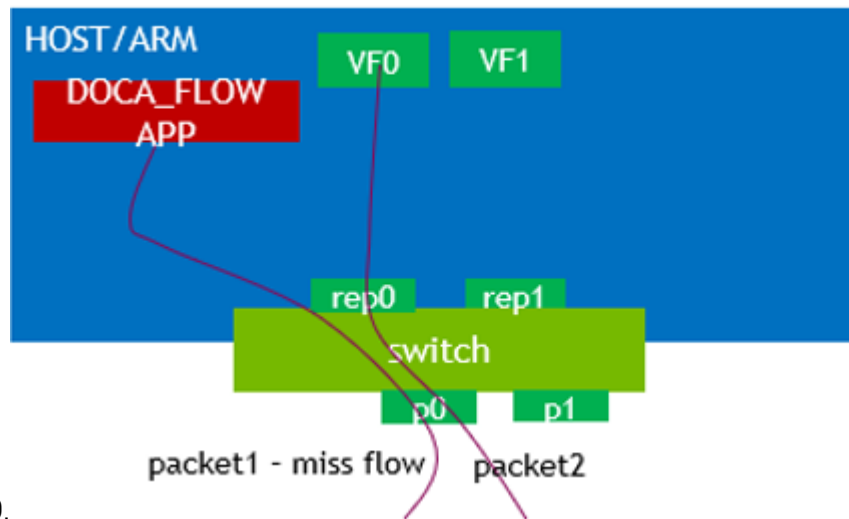 HOST/ARM
VF0
VF1
DOCA_FLOW
APP
rep0
rep1
switch
p0
p1
packet1 - miss flow
packet2
).